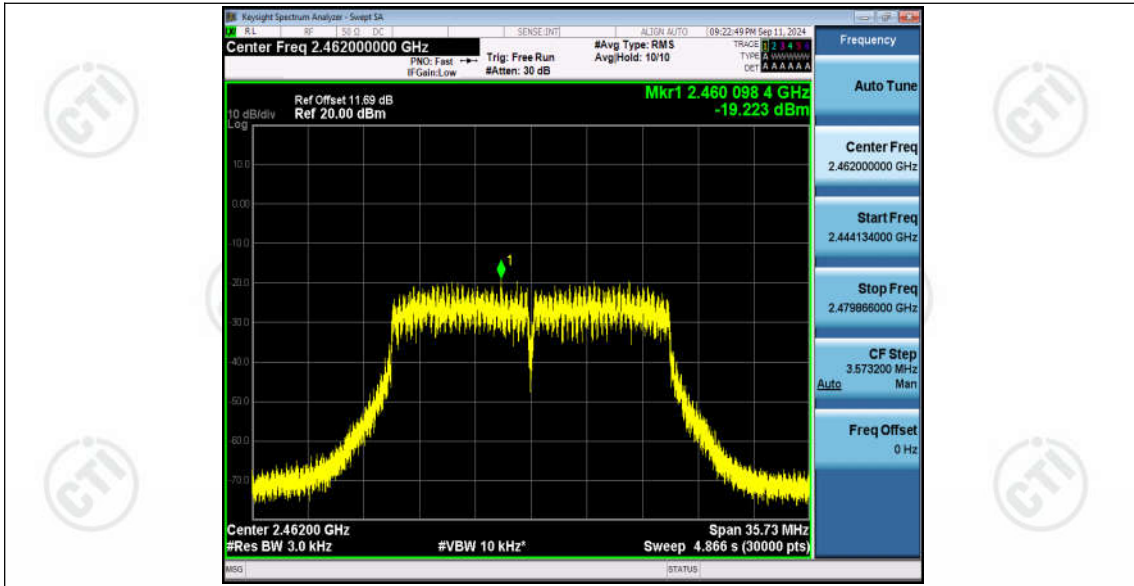 Keysight Spectrum Analyzer - Swept SA
RL RF 50 Ω DC SENSE:INT ALIGN AUTO 09:22:49 PM Sep 11, 2024
Center Freq 2.462000000 GHz
PNO: Fast
IFGain:Low
Trig: Free Run
#Atten: 30 dB
#Avg Type: RMS
Avg|Hold: 10/10
TRACE 1 2 3 4 5 6
TYPE A WWWWW
DET A A A A A A
Ref Offset 11.69 dB
10 dB/div Ref 20.00 dBm
Log
Mkr1 2.460 098 4 GHz
-19.223 dBm
10.0
0.00
-10.0
-20.0
-30.0
-40.0
-50.0
-60.0
-70.0
1
Center 2.46200 GHz
Span 35.73 MHz
#Res BW 3.0 kHz
#VBW 10 kHz*
Sweep 4.866 s (30000 pts)
MSG
STATUS
Frequency
Auto Tune
Center Freq
2.462000000 GHz
Start Freq
2.444134000 GHz
Stop Freq
2.479866000 GHz
CF Step
3.573200 MHz
Auto Man
Freq Offset
0 Hz
CTI
CTI
CTI
CTI